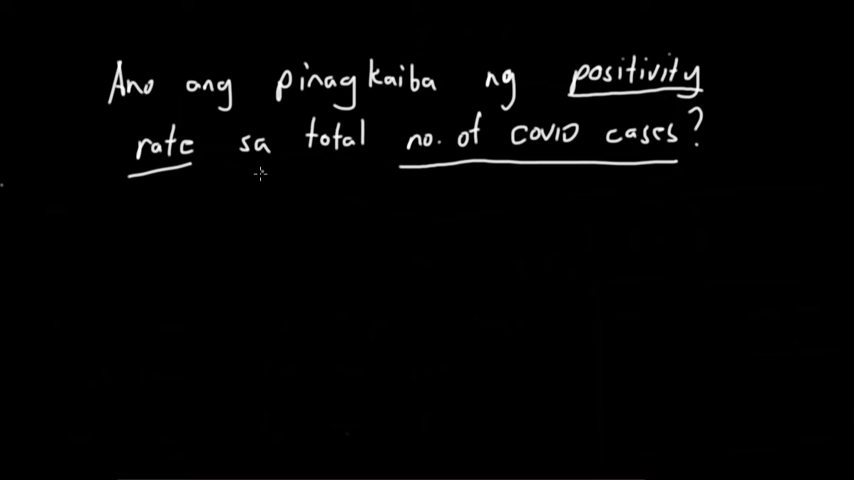 Ano ang pinagkaiba ng positivity
rate sa total no. of COVID cases?